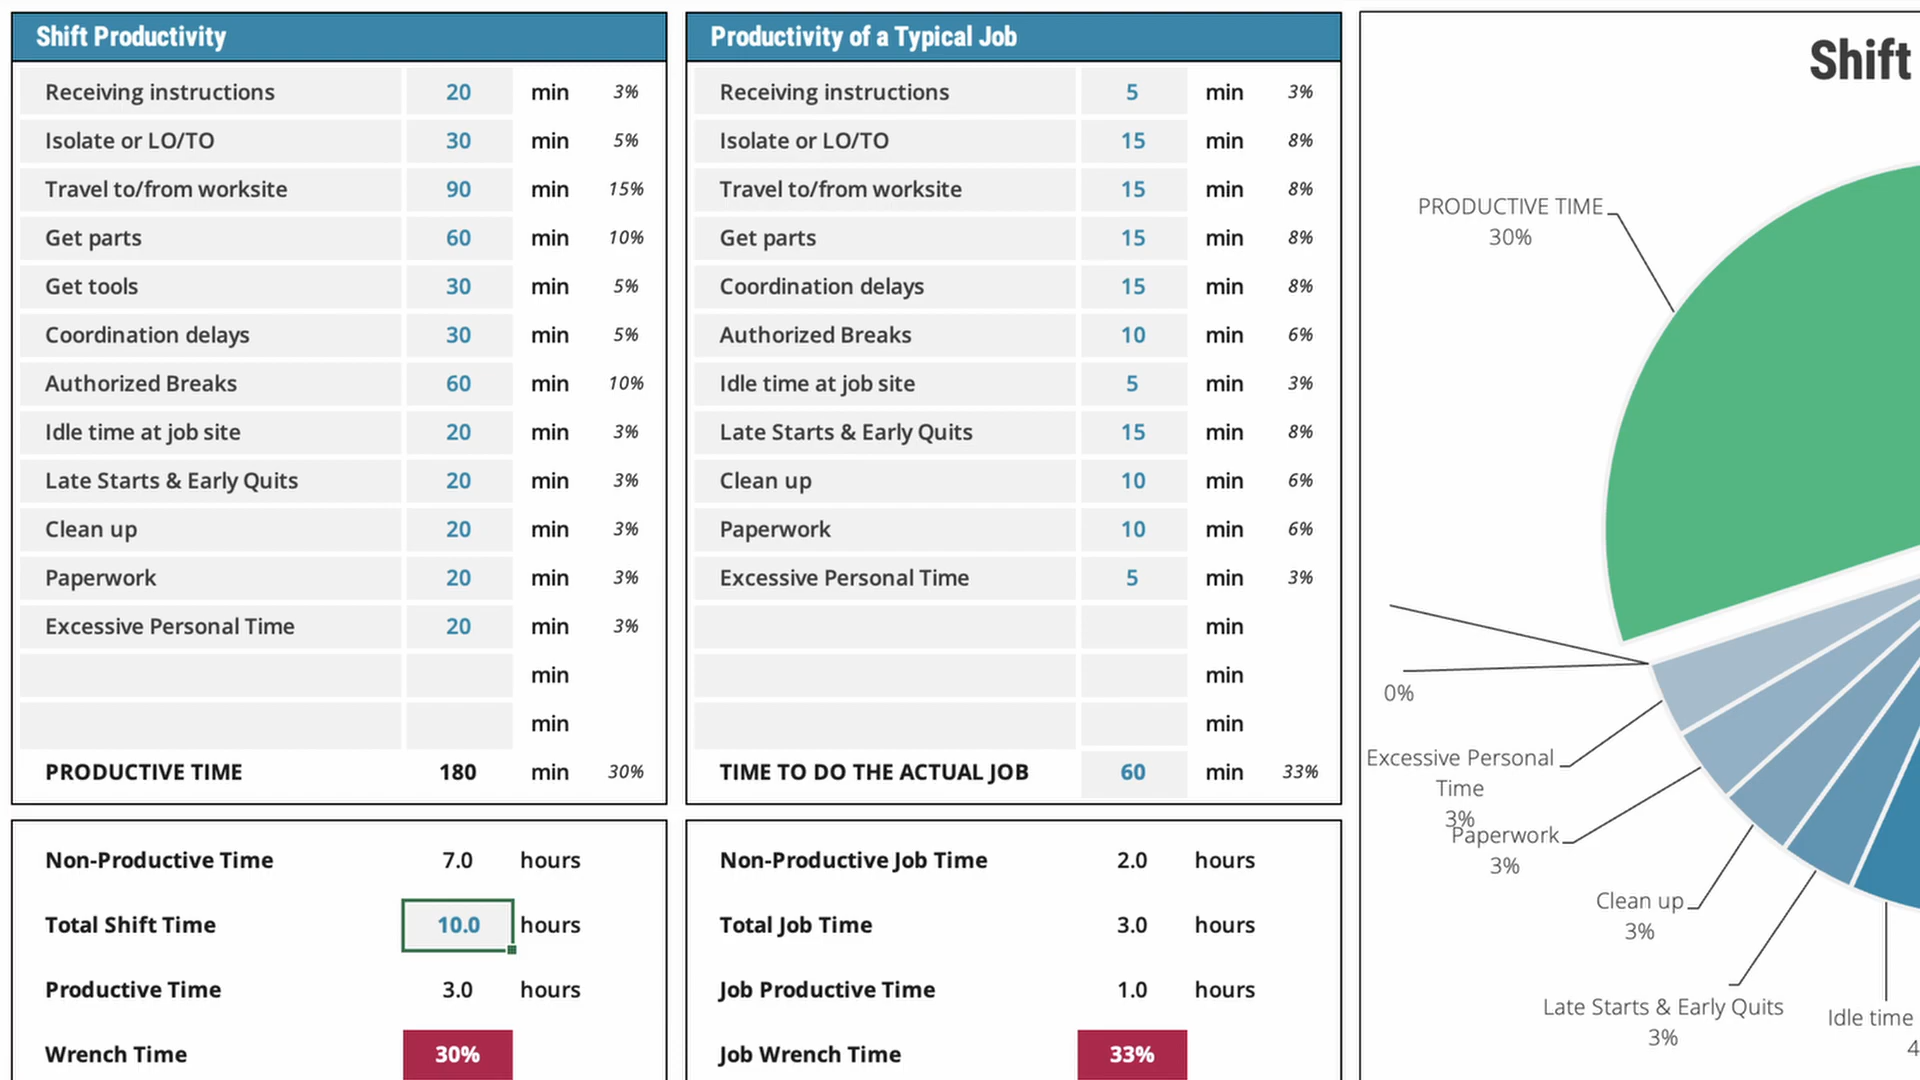 Shift Productivity
Receiving instructions 20 min 3%
Isolate or LO/TO 30 min 5%
Travel to/from worksite 90 min 15%
Get parts 60 min 10%
Get tools 30 min 5%
Coordination delays 30 min 5%
Authorized Breaks 60 min 10%
Idle time at job site 20 min 3%
Late Starts & Early Quits 20 min 3%
Clean up 20 min 3%
Paperwork 20 min 3%
Excessive Personal Time 20 min 3%
min
min
PRODUCTIVE TIME 180 min 30%
Non-Productive Time 7.0 hours
Total Shift Time 10.0 hours
Productive Time 3.0 hours
Wrench Time 30%
Productivity of a Typical Job
Receiving instructions 5 min 3%
Isolate or LO/TO 15 min 8%
Travel to/from worksite 15 min 8%
Get parts 15 min 8%
Coordination delays 15 min 8%
Authorized Breaks 10 min 6%
Idle time at job site 5 min 3%
Late Starts & Early Quits 15 min 8%
Clean up 10 min 6%
Paperwork 10 min 6%
Excessive Personal Time 5 min 3%
min
min
min
TIME TO DO THE ACTUAL JOB 60 min 33%
Non-Productive Job Time 2.0 hours
Total Job Time 3.0 hours
Job Productive Time 1.0 hours
Job Wrench Time 33%
Shift
PRODUCTIVE TIME
30%
0%
Excessive Personal
Time
3%
Paperwork
3%
Clean up
3%
Late Starts & Early Quits
3%
Idle time
4